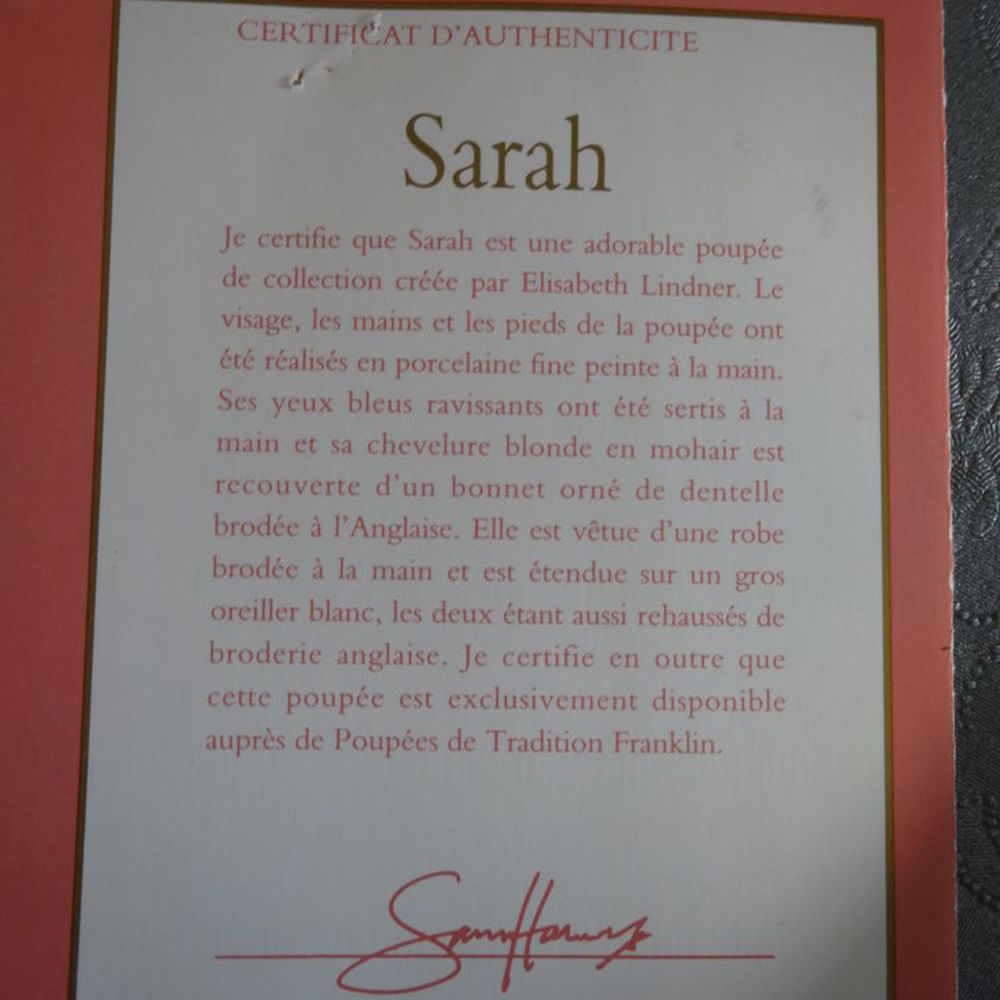 CERTIFICAT D'AUTHENTICITE
Sarah
Je certifie que Sarah est une adorable poupée
de collection créée par Elisabeth Lindner. Le
visage, les mains et les pieds de la poupée ont
été réalisés en porcelaine fine peinte à la main.
Ses yeux bleus ravissants ont été sertis à la
main et sa chevelure blonde en mohair est
recouverte d'un bonnet orné de dentelle
brodée à l'Anglaise. Elle est vêtue d'une robe
brodée à la main et est étendue sur un gros
oreiller blanc, les deux étant aussi rehaussés de
broderie anglaise. Je certifie en outre que
cette poupée est exclusivement disponible
auprès de Poupées de Tradition Franklin.